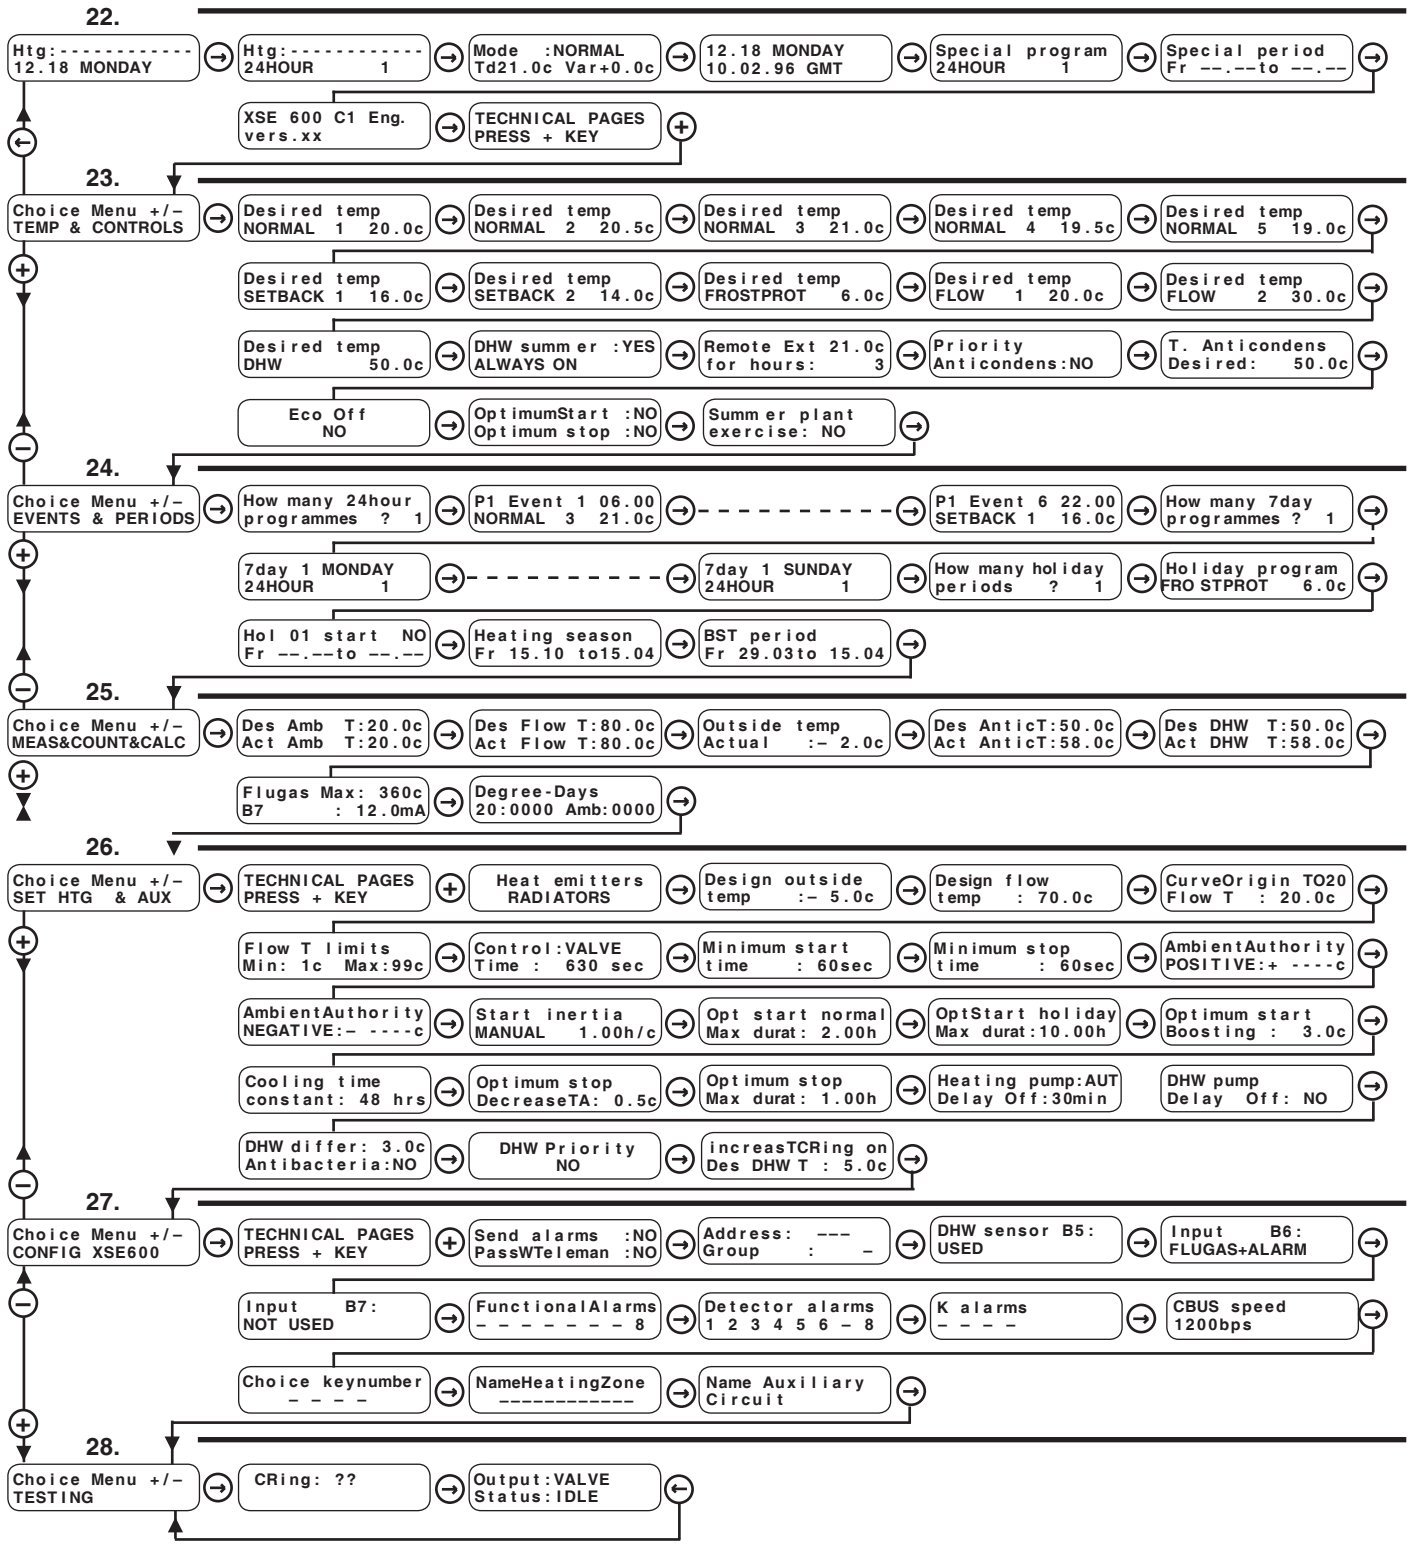 22.
Htg:------------
12.18 MONDAY
Htg:------------
24HOUR 1
Mode :NORMAL
Td21.0c Var+0.0c
12.18 MONDAY
10.02.96 GMT
Special program
24HOUR 1
Special period
Fr --.--to --.--
XSE 600 C1 Eng.
vers.xx
TECHNICAL PAGES
PRESS + KEY
23.
Choice Menu +/-
TEMP & CONTROLS
Desired temp
NORMAL 1 20.0c
Desired temp
NORMAL 2 20.5c
Desired temp
NORMAL 3 21.0c
Desired temp
NORMAL 4 19.5c
Desired temp
NORMAL 5 19.0c
Desired temp
SETBACK 1 16.0c
Desired temp
SETBACK 2 14.0c
Desired temp
FROSTPROT 6.0c
Desired temp
FLOW 1 20.0c
Desired temp
FLOW 2 30.0c
Desired temp
DHW 50.0c
DHW summer :YES
ALWAYS ON
Remote Ext 21.0c
for hours: 3
Priority
Anticondens:NO
T. Anticondens
Desired: 50.0c
Eco Off
NO
OptimumStart :NO
Optimum stop :NO
Summer plant
exercise: NO
24.
Choice Menu +/-
EVENTS & PERIODS
How many 24hour
programmes ? 1
P1 Event 1 06.00
NORMAL 3 21.0c
P1 Event 6 22.00
SETBACK 1 16.0c
How many 7day
programmes ? 1
7day 1 MONDAY
24HOUR 1
7day 1 SUNDAY
24HOUR 1
How many holiday
periods ? 1
Holiday program
FRO STPROT 6.0c
Hol 01 start NO
Fr --.--to --.--
Heating season
Fr 15.10 to15.04
BST period
Fr 29.03to 15.04
25.
Choice Menu +/-
MEAS&COUNT&CALC
Des Amb T:20.0c
Act Amb T:20.0c
Des Flow T:80.0c
Act Flow T:80.0c
Outside temp
Actual :- 2.0c
Des AnticT:50.0c
Act AnticT:58.0c
Des DHW T:50.0c
Act DHW T:58.0c
Flugas Max: 360c
B7 : 12.0mA
Degree-Days
20:0000 Amb:0000
26.
Choice Menu +/-
SET HTG & AUX
TECHNICAL PAGES
PRESS + KEY
Heat emitters
RADIATORS
Design outside
temp :- 5.0c
Design flow
temp : 70.0c
CurveOrigin TO20
Flow T : 20.0c
Flow T limits
Min: 1c Max:99c
Control:VALVE
Time : 630 sec
Minimum start
time : 60sec
Minimum stop
time : 60sec
AmbientAuthority
POSITIVE:+ ----c
AmbientAuthority
NEGATIVE:- ----c
Start inertia
MANUAL 1.00h/c
Opt start normal
Max durat: 2.00h
OptStart holiday
Max durat:10.00h
Optimum start
Boosting : 3.0c
Cooling time
constant: 48 hrs
Optimum stop
DecreaseTA: 0.5c
Optimum stop
Max durat: 1.00h
Heating pump:AUT
Delay Off:30min
DHW pump
Delay Off: NO
DHW differ: 3.0c
Antibacteria:NO
DHW Priority
NO
increasTCRing on
Des DHW T : 5.0c
27.
Choice Menu +/-
CONFIG XSE600
TECHNICAL PAGES
PRESS + KEY
Send alarms :NO
PassWTeleman :NO
Address: ---
Group : -
DHW sensor B5:
USED
Input B6:
FLUGAS+ALARM
Input B7:
NOT USED
FunctionalAlarms
- - - - - - - 8
Detector alarms
1 2 3 4 5 6 - 8
K alarms
- - - -
CBUS speed
1200bps
Choice keynumber
- - - -
NameHeatingZone
------------
Name Auxiliary
Circuit
28.
Choice Menu +/-
TESTING
CRing: ??
Output:VALVE
Status:IDLE